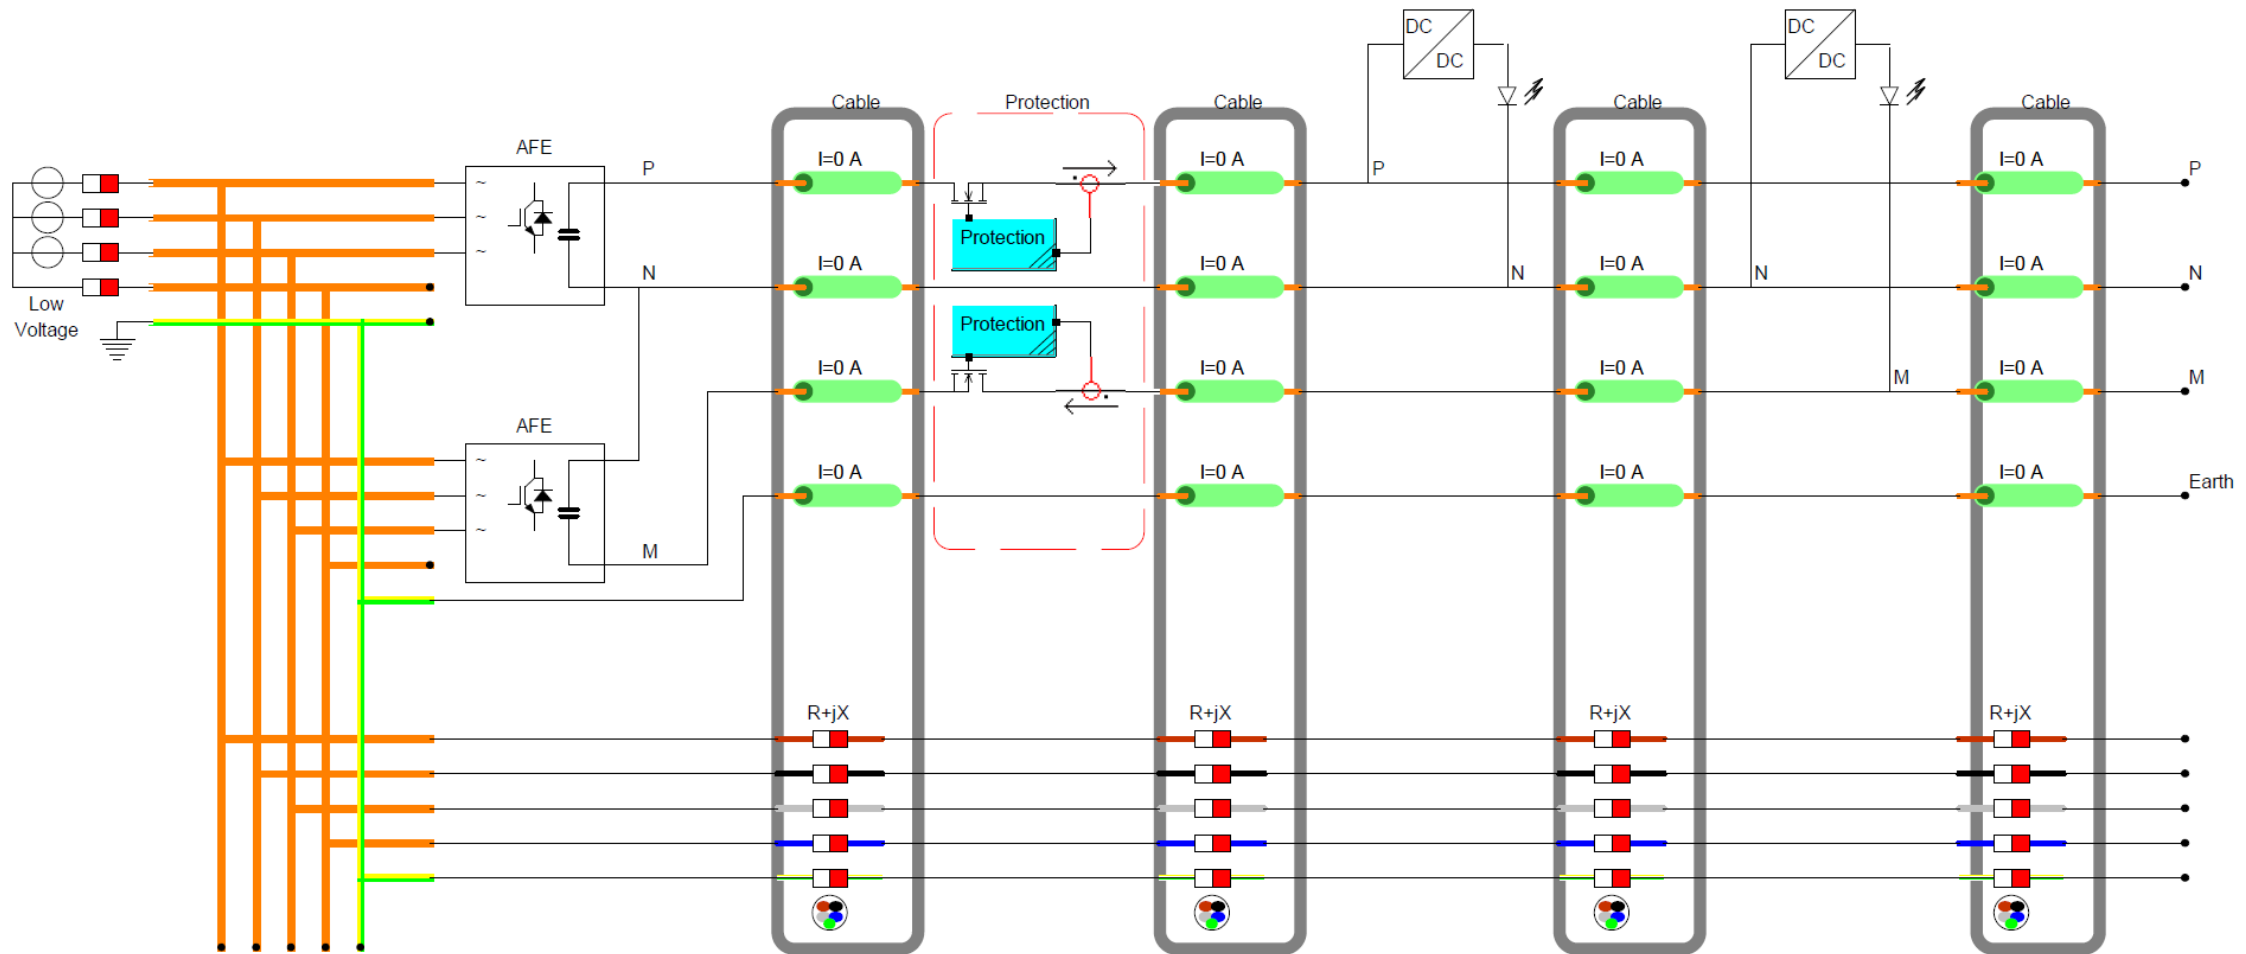 DC
DC
DC
DC
Cable
Protection
Cable
Cable
Cable
AFE
P
I=0 A
I=0 A
P
I=0 A
I=0 A
P
~
~
~
Protection
N
I=0 A
I=0 A
N
I=0 A
N
I=0 A
N
Low
Voltage
Protection
I=0 A
I=0 A
I=0 A
M
I=0 A
M
AFE
~
~
~
I=0 A
I=0 A
I=0 A
I=0 A
Earth
M
R+jX
R+jX
R+jX
R+jX